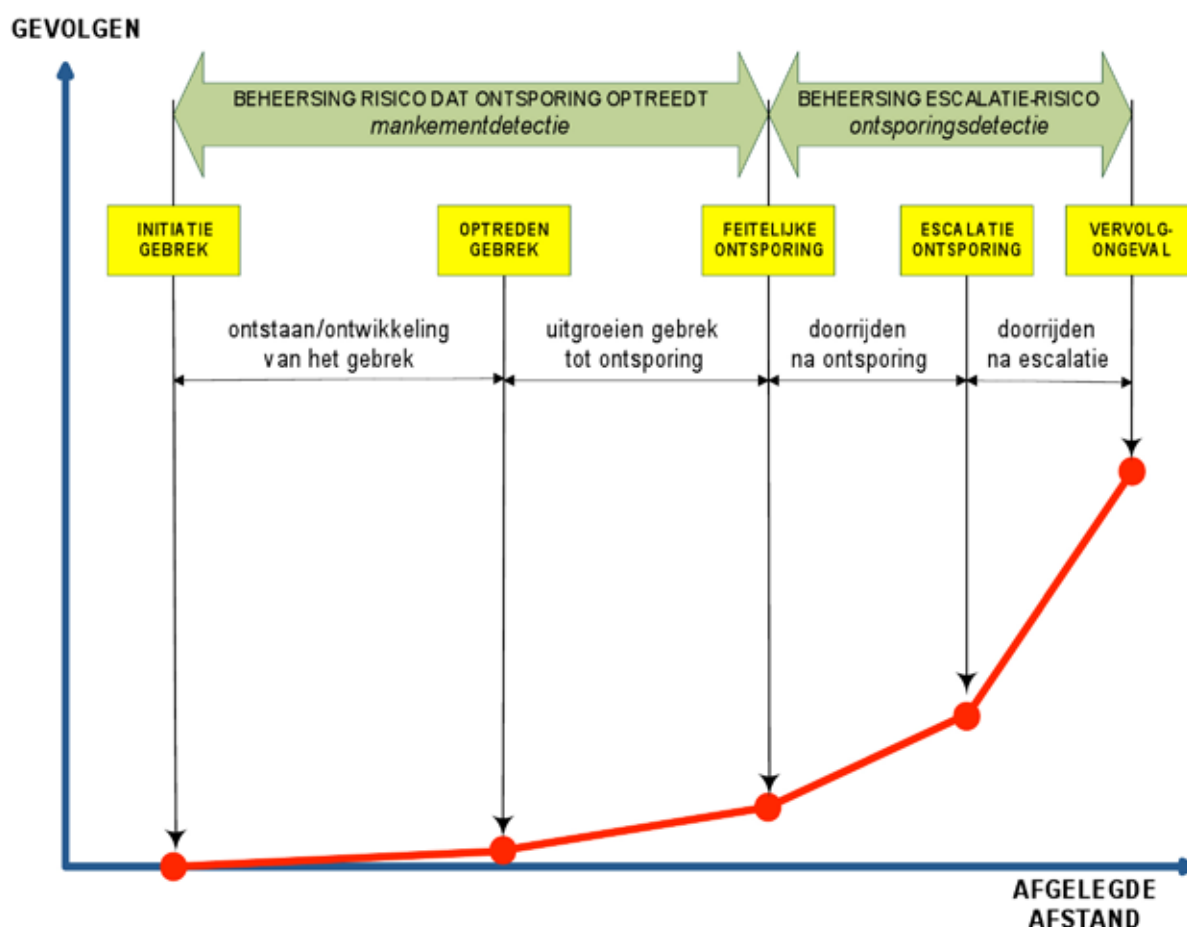 GEVOLGEN
BEHEERSING RISICO DAT ONTSPORING OPTREEDT
mankementdetectie
BEHEERSING ESCALATIE-RISICO
ontsporingsdetectie
INITIATIE
GEBREK
OPTREDEN
GEBREK
FEITELIJKE
ONTSPORING
ESCALATIE
ONTSPORING
VERVOLG-
ONGEVAL
ontstaan/ontwikkeling
van het gebrek
uitgroeien gebrek
tot ontsporing
doorrijden
na ontsporing
doorrijden
na escalatie
AFGELEGDE
AFSTAND